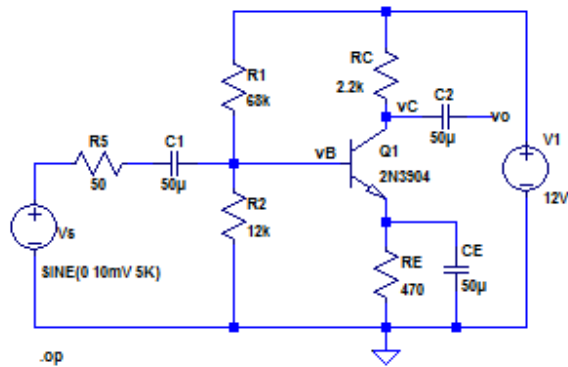 R1
68k
RC
2.2k
vC
C2
50µ
vo
V1
12V
R5
50
C1
50µ
vB
Q1
2N3904
R2
12k
Vs
SINE(0 10mV 5K)
RE
470
CE
50µ
.op